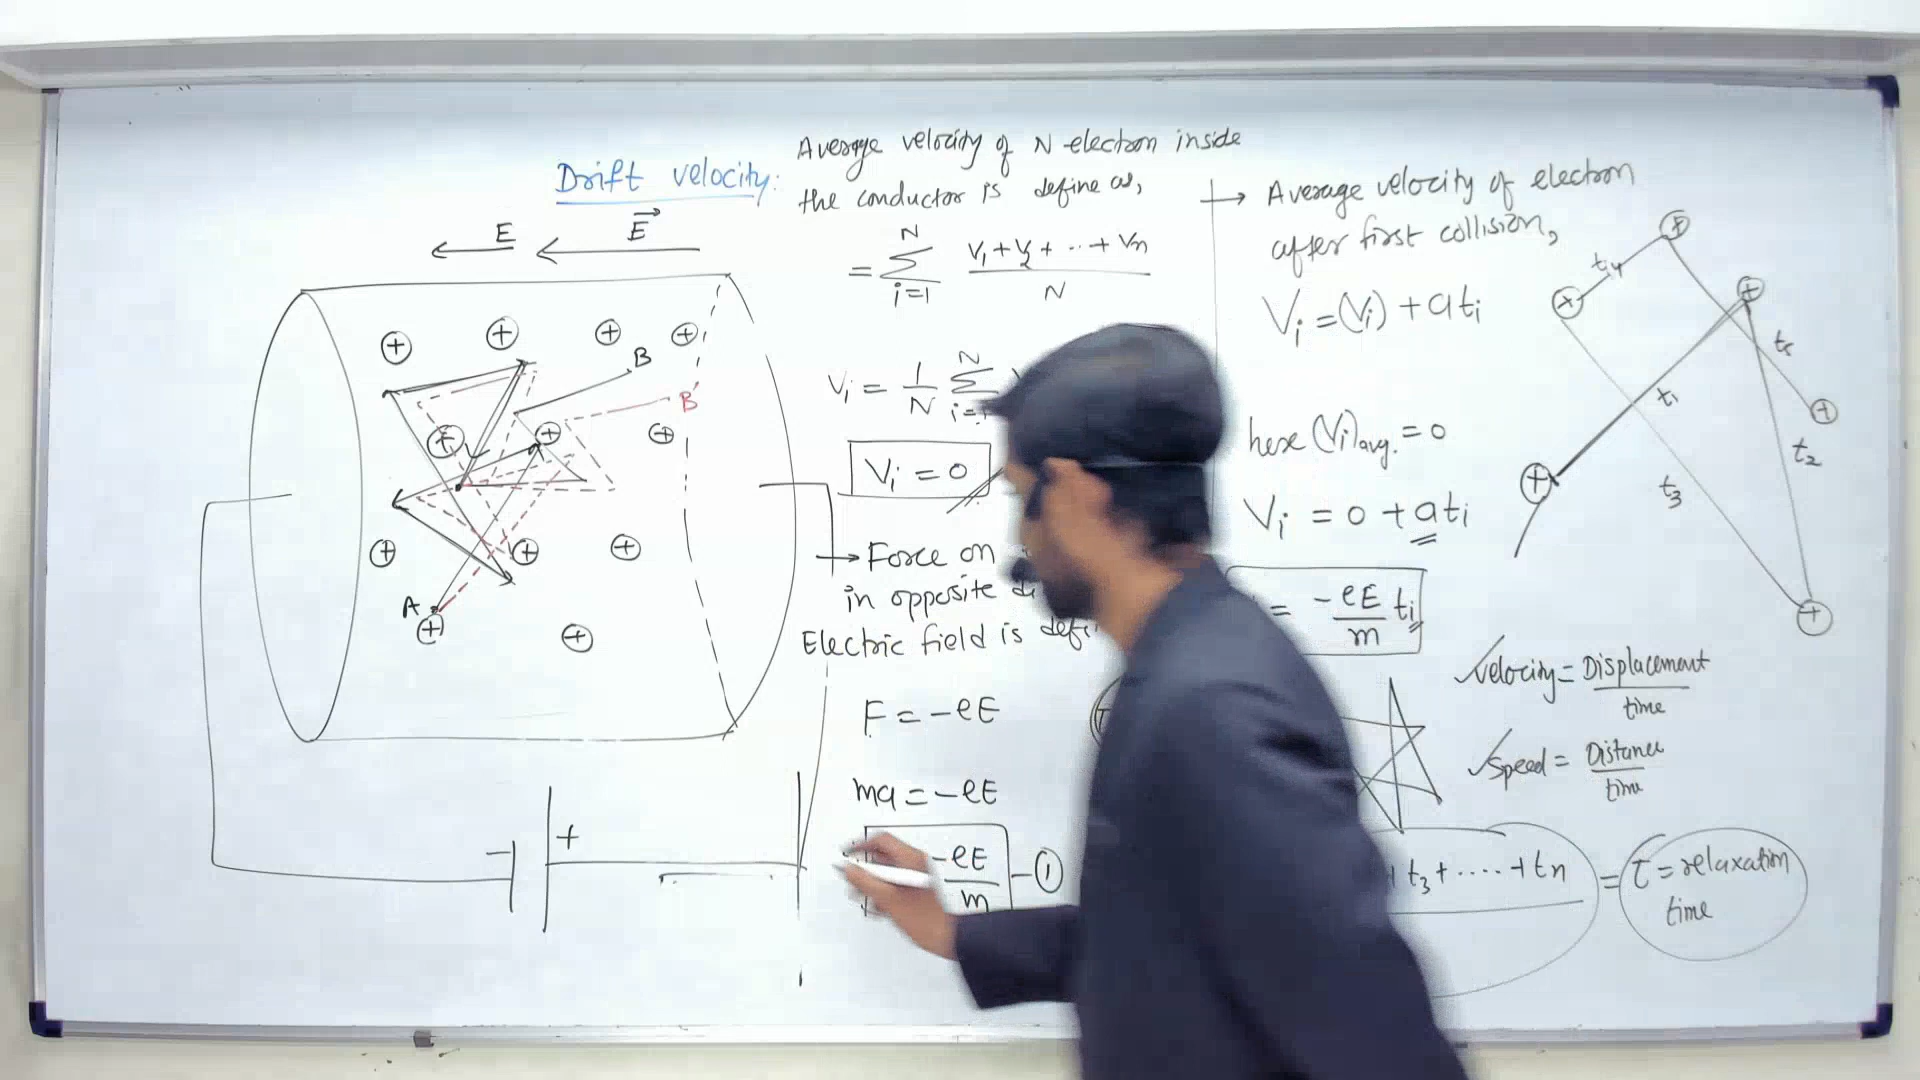 Drift velocity:
Average velocity of N electron inside
the conductor is define as,
= N Σ i=1 V₁ + V₂ + ... + Vn / N
E
E⃗
B
B'
A
Vi = 1/N N Σ i=1
Vi = 0
→ Force on
in opposite
Electric field is
F = -eE
ma = -eE
-eE / m - ①
-
+
→ Average velocity of electron
after first collision,
Vi = (Vi) + ati
here (Vi)avg. = 0
Vi = 0 + ati
= -eE / m ti
t₁
t₂
t₃
t₄
t₅
velocity = Displacement / time
speed = Distance / time
+ t₃ + ..... + tn = τ = relaxation
time